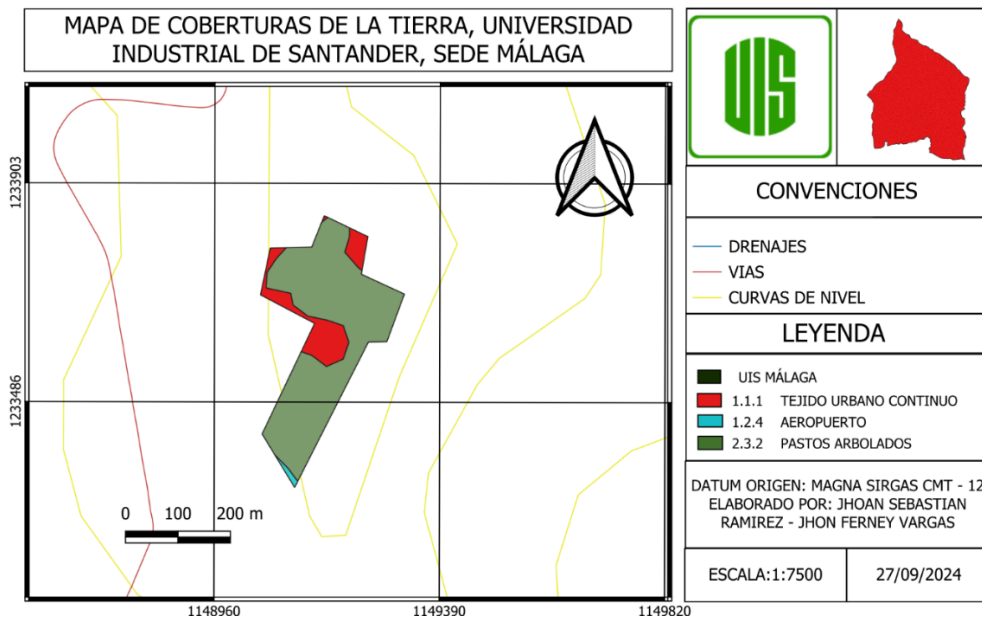 MAPA DE COBERTURAS DE LA TIERRA, UNIVERSIDAD
INDUSTRIAL DE SANTANDER, SEDE MÁLAGA
UIS
CONVENCIONES
DRENAJES
VIAS
CURVAS DE NIVEL
LEYENDA
UIS MÁLAGA
1.1.1 TEJIDO URBANO CONTINUO
1.2.4 AEROPUERTO
2.3.2 PASTOS ARBOLADOS
DATUM ORIGEN: MAGNA SIRGAS CMT - 12
ELABORADO POR: JHOAN SEBASTIAN
RAMIREZ - JHON FERNEY VARGAS
ESCALA:1:7500
27/09/2024
1233903
1233486
0 100 200 m
1148960 1149390 1149820